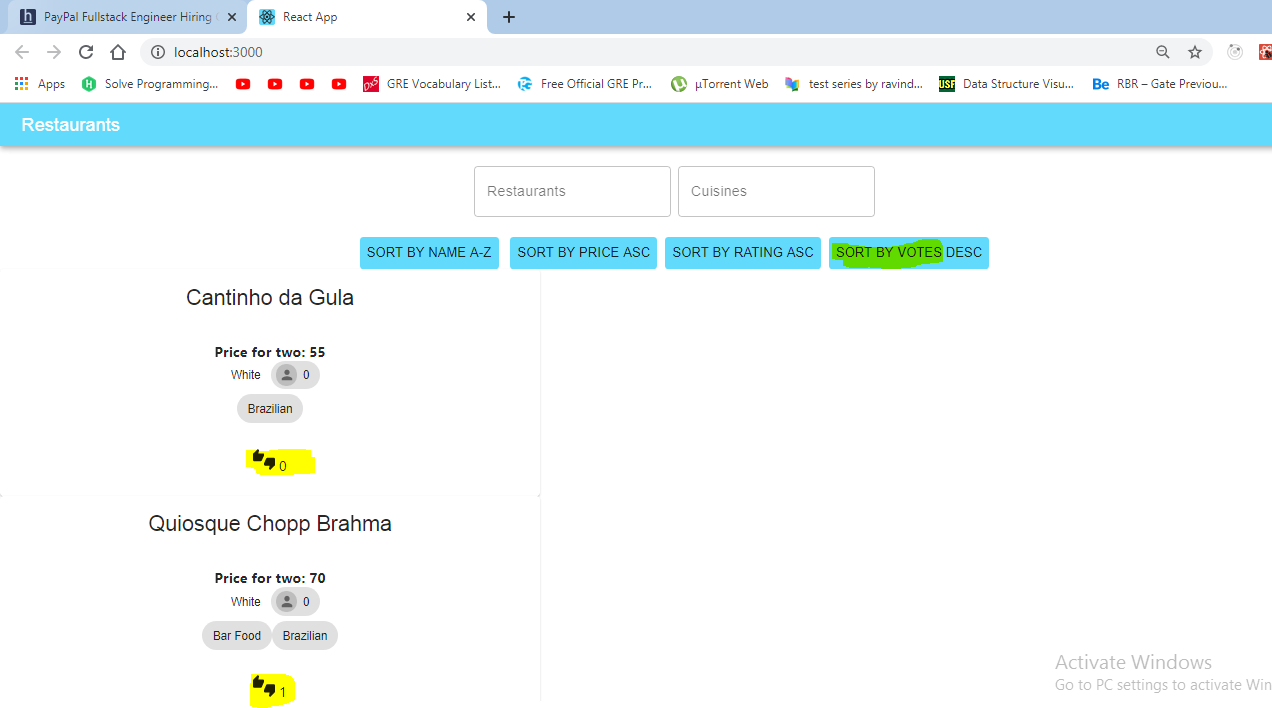 PayPal Fullstack Engineer Hiring
React App
localhost:3000
Apps
Solve Programming...
GRE Vocabulary List...
Free Official GRE Pr...
µTorrent Web
test series by ravind...
Data Structure Visu...
RBR – Gate Previou...
Restaurants
Restaurants
Cuisines
SORT BY NAME A-Z
SORT BY PRICE ASC
SORT BY RATING ASC
SORT BY VOTES DESC
Cantinho da Gula
Price for two: 55
White 0
Brazilian
0
Quiosque Chopp Brahma
Price for two: 70
White 0
Bar Food Brazilian
1
Activate Windows
Go to PC settings to activate Win